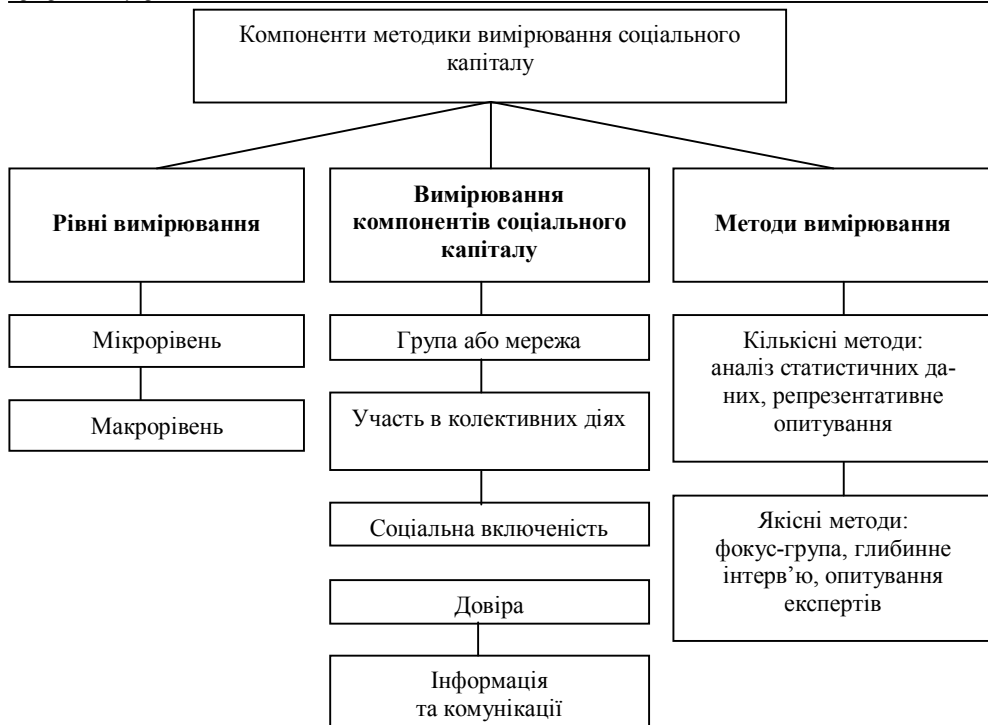 Компоненти методики вимірювання соціального
капіталу
Рівні вимірювання
Мікрорівень
Макрорівень
Вимірювання
компонентів соціального
капіталу
Група або мережа
Участь в колективних діях
Соціальна включеність
Довіра
Інформація
та комунікації
Методи вимірювання
Кількісні методи:
аналіз статистичних да-
них, репрезентативне
опитування
Якісні методи:
фокус-група, глибинне
інтерв’ю, опитування
експертів